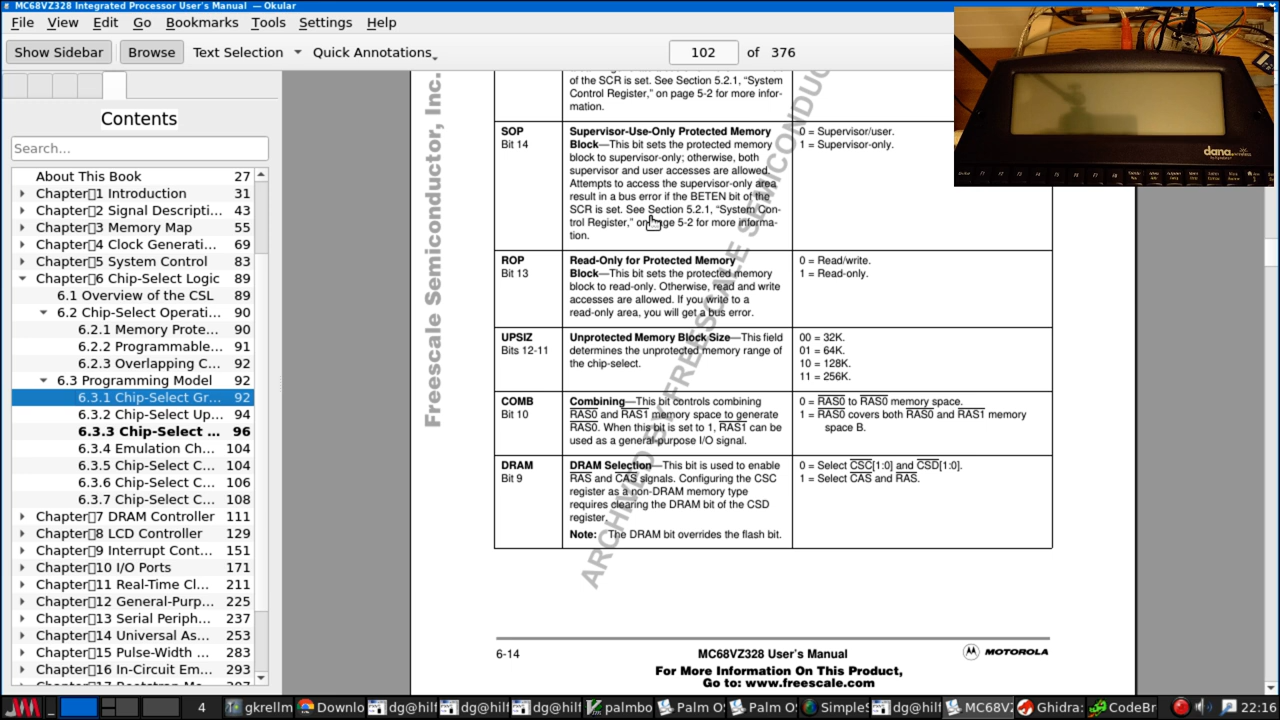 MC68VZ328 Integrated Processor User's Manual — Okular
File View Edit Go Bookmarks Tools Settings Help
Show Sidebar Browse Text Selection Quick Annotations 102 of 376
Contents
Search...
About This Book 27
Chapter 1 Introduction 31
Chapter 2 Signal Descripti... 43
Chapter 3 Memory Map 55
Chapter 4 Clock Generati... 69
Chapter 5 System Control 83
Chapter 6 Chip-Select Logic 89
6.1 Overview of the CSL 89
6.2 Chip-Select Operati... 90
6.2.1 Memory Prote... 90
6.2.2 Programmable... 91
6.2.3 Overlapping C... 92
6.3 Programming Model 92
6.3.1 Chip-Select Gr... 92
6.3.2 Chip-Select Up... 94
6.3.3 Chip-Select ... 96
6.3.4 Emulation Ch... 104
6.3.5 Chip-Select C... 104
6.3.6 Chip-Select C... 106
6.3.7 Chip-Select C... 108
Chapter 7 DRAM Controller 111
Chapter 8 LCD Controller 129
Chapter 9 Interrupt Cont... 151
Chapter 10 I/O Ports 171
Chapter 11 Real-Time Cl... 211
Chapter 12 General-Purp... 225
Chapter 13 Serial Periph... 237
Chapter 14 Universal As... 253
Chapter 15 Pulse-Width ... 283
Chapter 16 In-Circuit Em... 293
Freescale Semiconductor, Inc.
ARCHIVED BY FREESCALE SEMICONDUC
of the SCR is set. See Section 5.2.1, “System
Control Register,” on page 5-2 for more infor-
mation.
SOP
Bit 14
Supervisor-Use-Only Protected Memory
Block—This bit sets the protected memory
block to supervisor-only; otherwise, both
supervisor and user accesses are allowed.
Attempts to access the supervisor-only area
result in a bus error if the BETEN bit of the
SCR is set. See Section 5.2.1, “System Con-
trol Register,” on page 5-2 for more informa-
tion.
0 = Supervisor/user.
1 = Supervisor-only.
ROP
Bit 13
Read-Only for Protected Memory
Block—This bit sets the protected memory
block to read-only. Otherwise, read and write
accesses are allowed. If you write to a
read-only area, you will get a bus error.
0 = Read/write.
1 = Read-only.
UPSIZ
Bits 12-11
Unprotected Memory Block Size—This field
determines the unprotected memory range of
the chip-select.
00 = 32K.
01 = 64K.
10 = 128K.
11 = 256K.
COMB
Bit 10
Combining—This bit controls combining
RAS0 and RAS1 memory space to generate
RAS0. When this bit is set to 1, RAS1 can be
used as a general-purpose I/O signal.
0 = RAS0 to RAS0 memory space.
1 = RAS0 covers both RAS0 and RAS1 memory
space B.
DRAM
Bit 9
DRAM Selection—This bit is used to enable
RAS and CAS signals. Configuring the CSC
register as a non-DRAM memory type
requires clearing the DRAM bit of the CSD
register.
Note: The DRAM bit overrides the flash bit.
0 = Select CSC[1:0] and CSD[1:0].
1 = Select CAS and RAS.
6-14 MC68VZ328 User's Manual MOTOROLA
For More Information On This Product,
Go to: www.freescale.com
dana
4 gkrellm Downlo dg@hilf dg@hilf dg@hilf palmbo Palm OS Palm OS SimpleS dg@hilf MC68VZ Ghidra: CodeBr 22:16